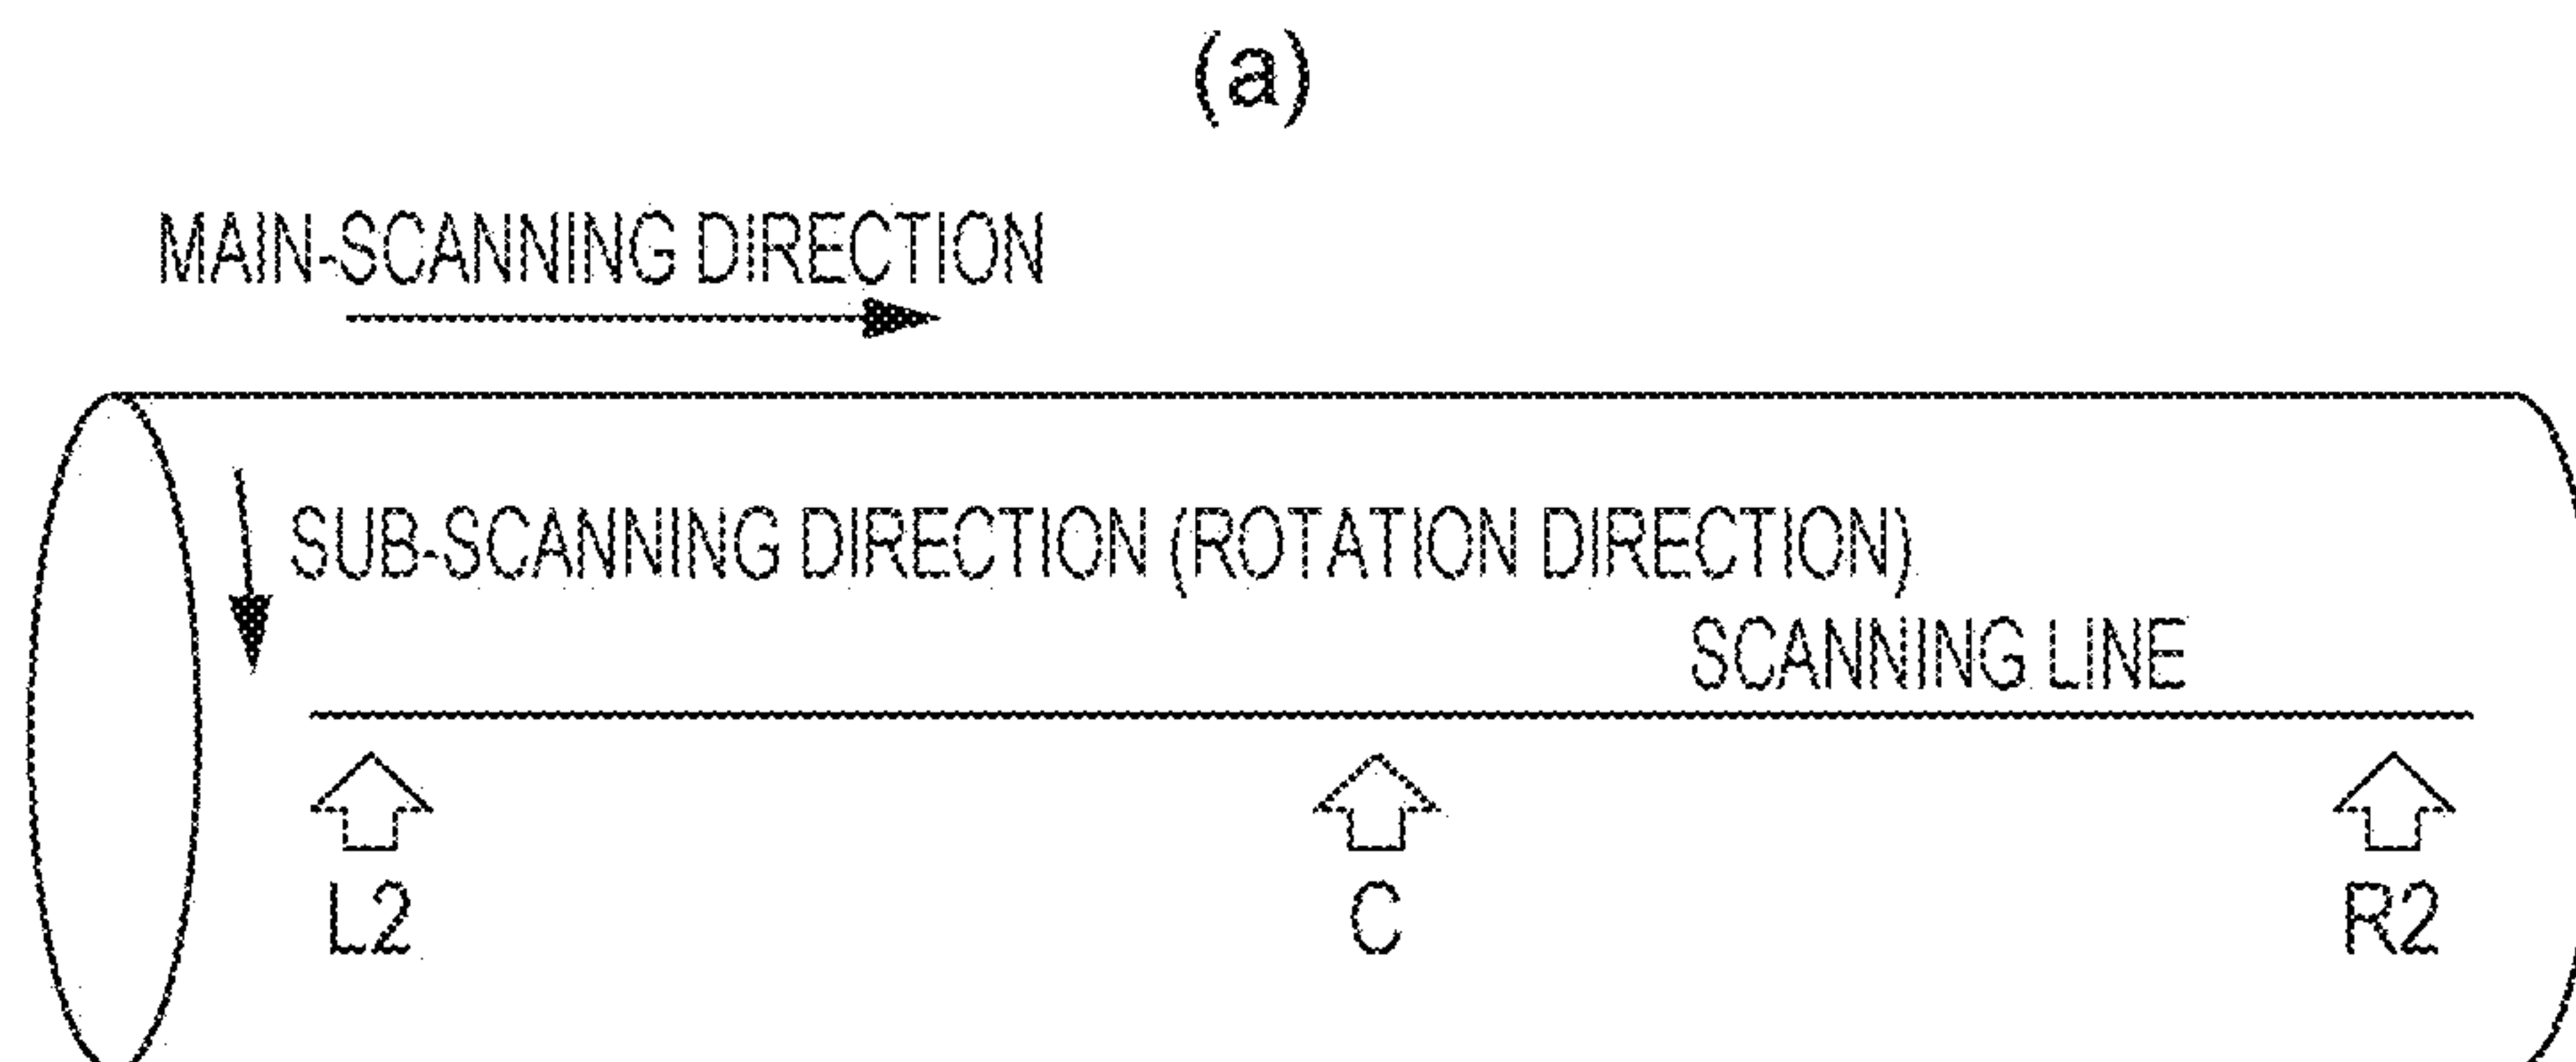 (a)
MAIN-SCANNING DIRECTION
SUB-SCANNING DIRECTION (ROTATION DIRECTION)
SCANNING LINE
L2 C R2